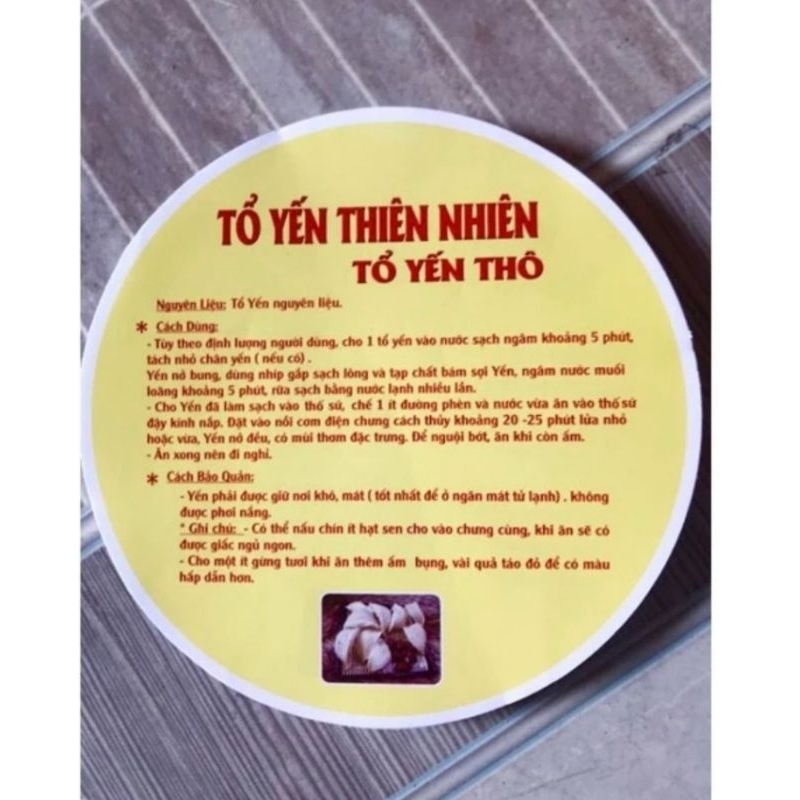 TỔ YẾN THIÊN NHIÊN
TỔ YẾN THÔ
Nguyên Liệu: Tổ Yến nguyên liệu.
* Cách Dùng:
- Tùy theo định lượng người dùng, cho 1 tổ yến vào nước sạch ngâm khoảng 5 phút,
tách nhỏ chân yến ( nếu có) .
Yến nở bung, dùng nhíp gắp sạch lông và tạp chất bám sợi Yến, ngâm nước muối
loãng khoảng 5 phút, rữa sạch bằng nước lạnh nhiều lần.
- Cho Yến đã làm sạch vào thố sứ, chế 1 ít đường phèn và nước vừa ăn vào thố sứ
đậy kính nắp. Đặt vào nồi cơm điện chưng cách thủy khoảng 20 -25 phút lửa nhỏ
hoặc vừa, Yến nở đều, có mùi thơm đặc trưng. Để nguội bớt, ăn khi còn ấm.
- Ăn xong nên đi nghỉ.
* Cách Bảo Quản:
- Yến phải được giữ nơi khô, mát ( tốt nhất để ở ngăn mát tử lạnh) . không
được phơi nắng.
* Ghi chú: - Có thể nấu chín ít hạt sen cho vào chưng cùng, khi ăn sẽ có
được giấc ngủ ngon.
- Cho một ít gừng tươi khi ăn thêm ấm bụng, vài quả táo đỏ để có màu
hấp dẫn hơn.